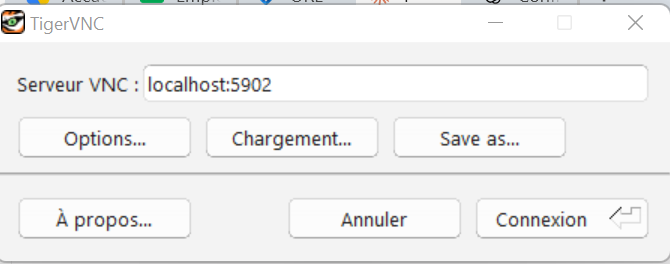 TigerVNC
Serveur VNC : localhost:5902
Options... Chargement... Save as...
À propos... Annuler Connexion